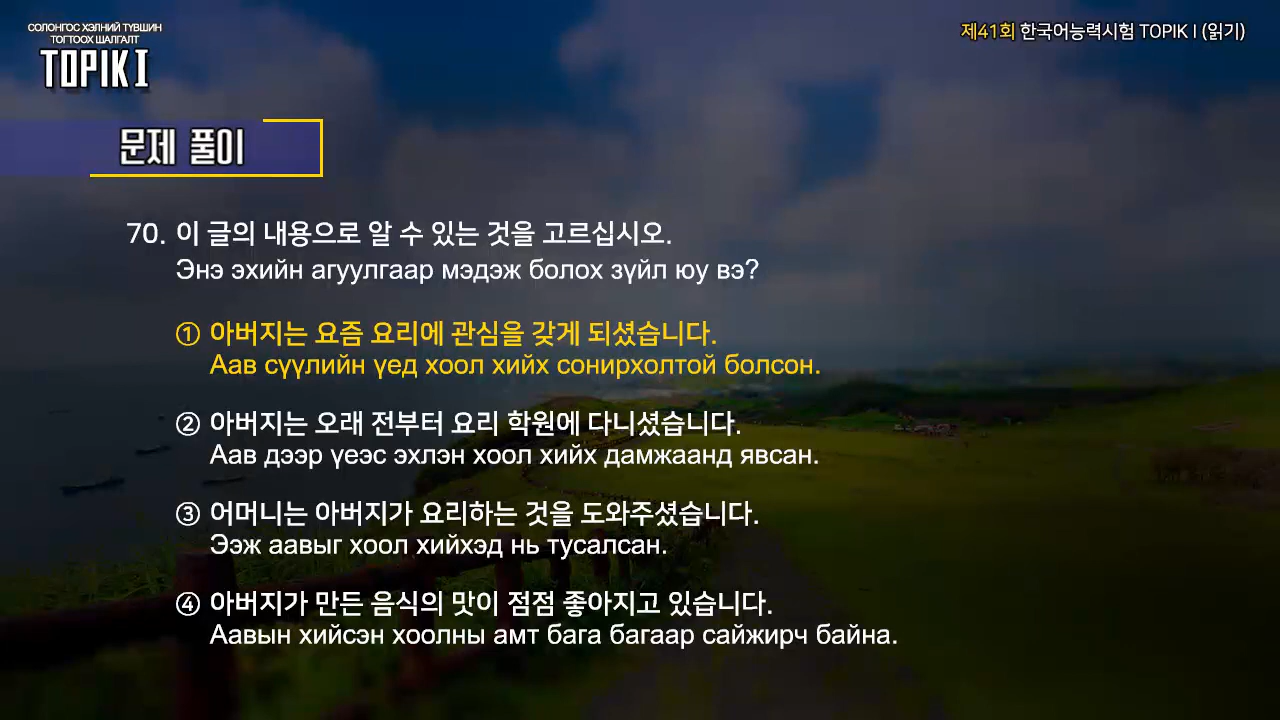 СОЛОНГОС ХЭЛНИЙ ТҮВШИН
ТОГТООХ ШАЛГАЛТ
TOPIK I
제41회 한국어능력시험 TOPIK I (읽기)
문제 풀이
70. 이 글의 내용으로 알 수 있는 것을 고르십시오.
Энэ эхийн агуулгаар мэдэж болох зүйл юу вэ?
① 아버지는 요즘 요리에 관심을 갖게 되셨습니다.
Аав сүүлийн үед хоол хийх сонирхолтой болсон.
② 아버지는 오래 전부터 요리 학원에 다니셨습니다.
Аав дээр үеэс эхлэн хоол хийх дамжаанд явсан.
③ 어머니는 아버지가 요리하는 것을 도와주셨습니다.
Ээж аавыг хоол хийхэд нь тусалсан.
④ 아버지가 만든 음식의 맛이 점점 좋아지고 있습니다.
Аавын хийсэн хоолны амт бага багаар сайжирч байна.